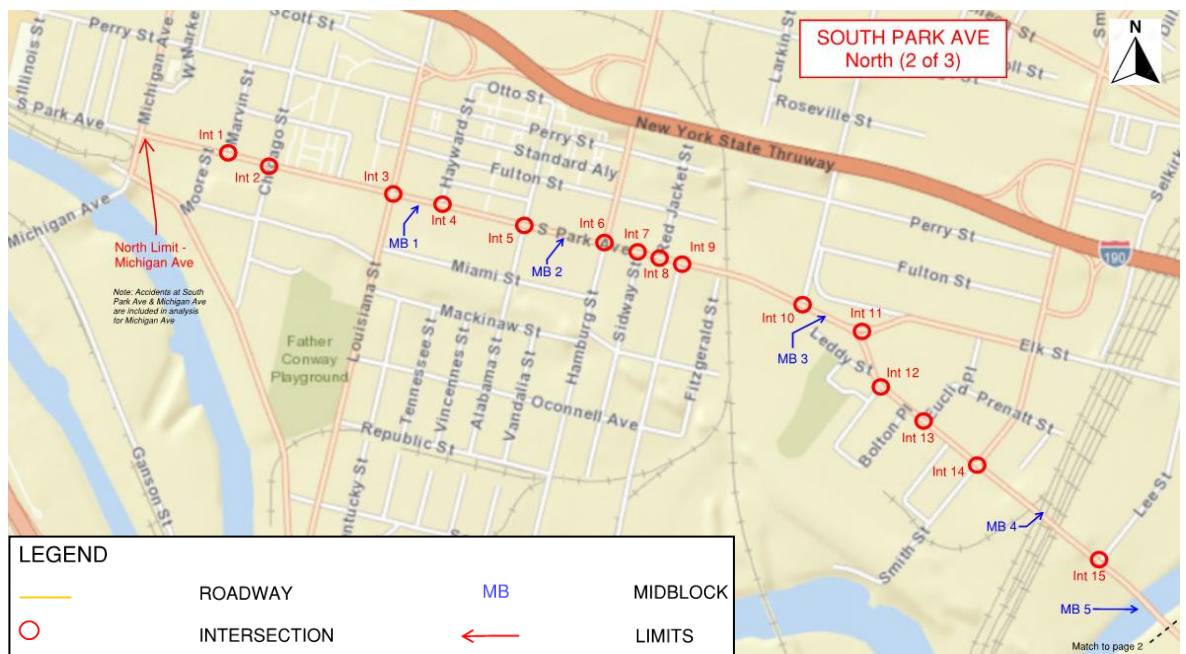 SOUTH PARK AVE
North (2 of 3)
N
Scott St
Perry St
Illinois St
Michigan Ave
W Market
S Park Ave
Int 1
Marvin St
Int 2
Moore St
Michigan Ave
North Limit -
Michigan Ave
Note: Accidents at South
Park Ave & Michigan Ave
are included in analysis
for Michigan Ave
Int 3
MB 1
Int 4
Hayward St
Otto St
Perry St
Standard Aly
Fulton St
New York State Thruway
Larkin St
Roseville St
Selkirk
Int 5
MB 2
S Park Ave
Int 6
Int 7
Int 8
Red Jacket St
Int 9
Perry St
190
Fulton St
Miami St
Mackinaw St
Louisiana St
Father
Conway
Playground
Tennessee St
Vincennes St
Alabama St
Vandalia St
Hamburg St
Sidway St
Fitzgerald St
Oconnell Ave
Republic St
Ganson St
Int 10
MB 3
Int 11
Elk St
Leddy St
Int 12
Prenatt St
Bolton Pl
Int 13
Int 14
Smith St
MB 4
Lee St
Int 15
MB 5
Match to page 2
LEGEND
ROADWAY
MB
MIDBLOCK
INTERSECTION
LIMITS